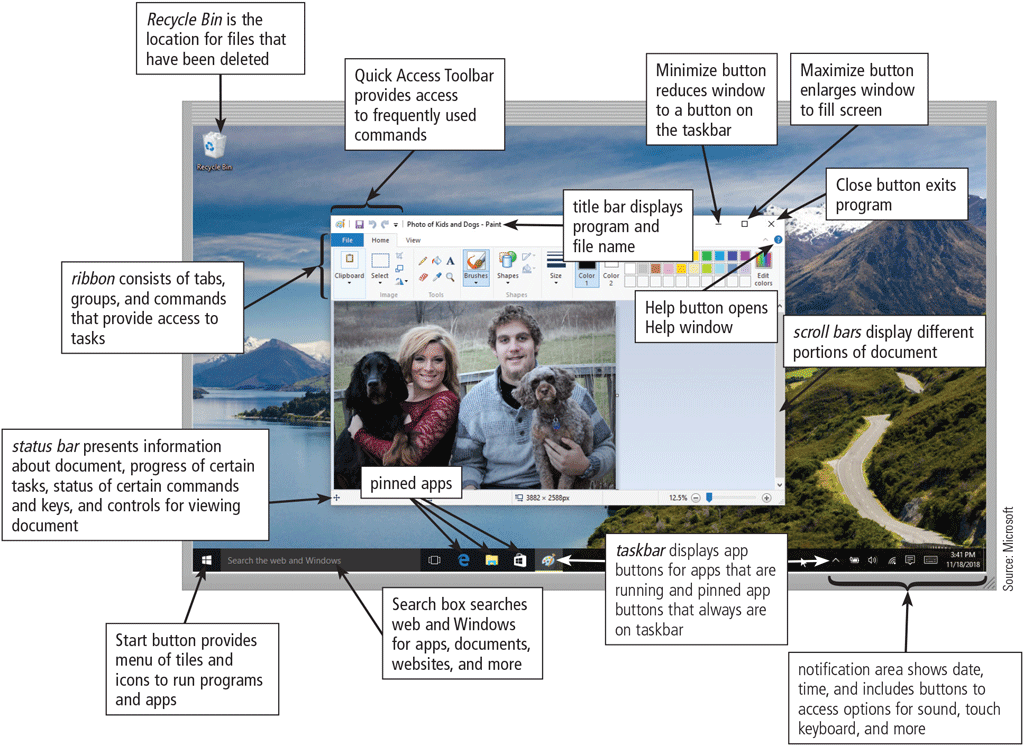 Recycle Bin is the
location for files that
have been deleted
Quick Access Toolbar
provides access
to frequently used
commands
Minimize button
reduces window
to a button on
the taskbar
Maximize button
enlarges window
to fill screen
Recycle Bin
Close button exits
program
title bar displays
program and
file name
Photo of Kids and Dogs - Paint
File
Home
View
Clipboard
Select
Image
Tools
Brushes
Shapes
Shapes
Size
Color
1
Color
2
Edit
colors
ribbon consists of tabs,
groups, and commands
that provide access to
tasks
Help button opens
Help window
scroll bars display different
portions of document
status bar presents information
about document, progress of certain
tasks, status of certain commands
and keys, and controls for viewing
document
pinned apps
3882 × 2588px
12.5%
Search the web and Windows
3:41 PM
11/18/2018
taskbar displays app
buttons for apps that are
running and pinned app
buttons that always are
on taskbar
Source: Microsoft
Start button provides
menu of tiles and
icons to run programs
and apps
Search box searches
web and Windows
for apps, documents,
websites, and more
notification area shows date,
time, and includes buttons to
access options for sound, touch
keyboard, and more